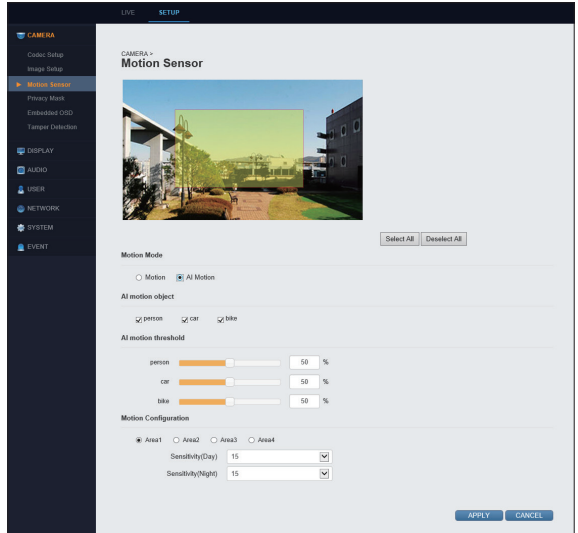 LIVE SETUP
CAMERA
Codec Setup
Image Setup
Motion Sensor
Privacy Mask
Embedded OSD
Tamper Detection
DISPLAY
AUDIO
USER
NETWORK
SYSTEM
EVENT
CAMERA >
Motion Sensor
Select All Deselect All
Motion Mode
Motion AI Motion
AI motion object
person car bike
AI motion threshold
person 50 %
car 50 %
bike 50 %
Motion Configuration
Area1 Area2 Area3 Area4
Sensitivity(Day) 15
Sensitivity(Night) 15
APPLY CANCEL